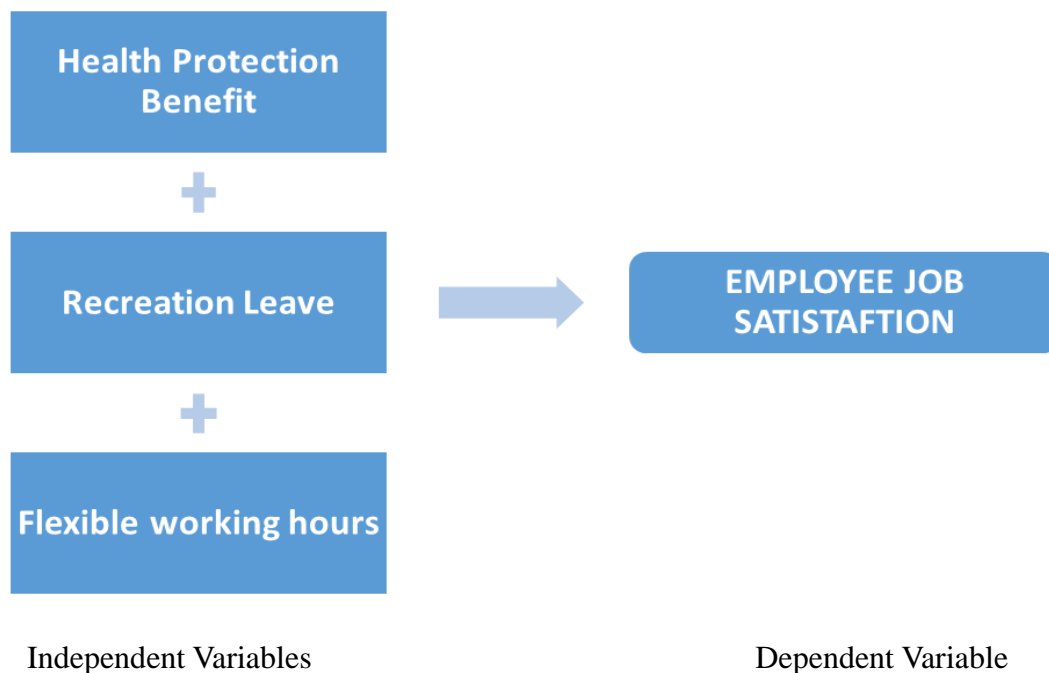 Health Protection
Benefit
Recreation Leave
Flexible working hours
EMPLOYEE JOB
SATISTAFTION
Independent Variables
Dependent Variable